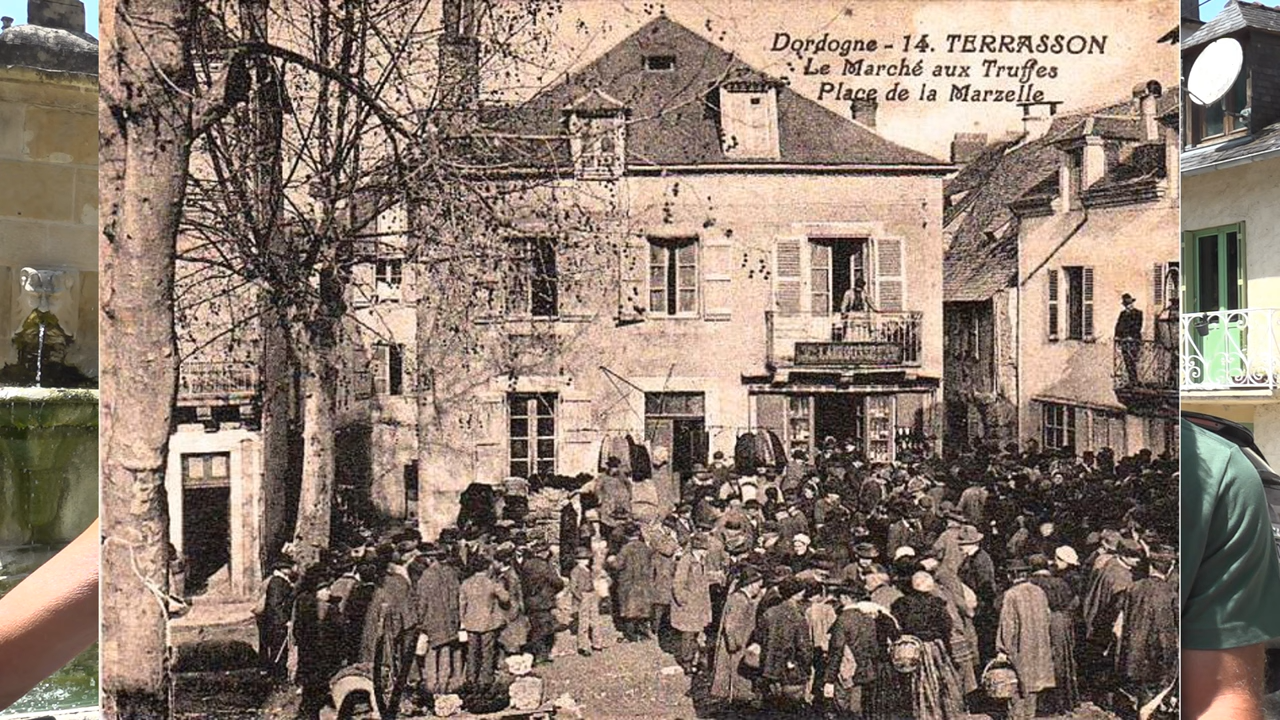 Dordogne - 14. TERRASSON
Le Marché aux Truffes
Place de la Marzelle